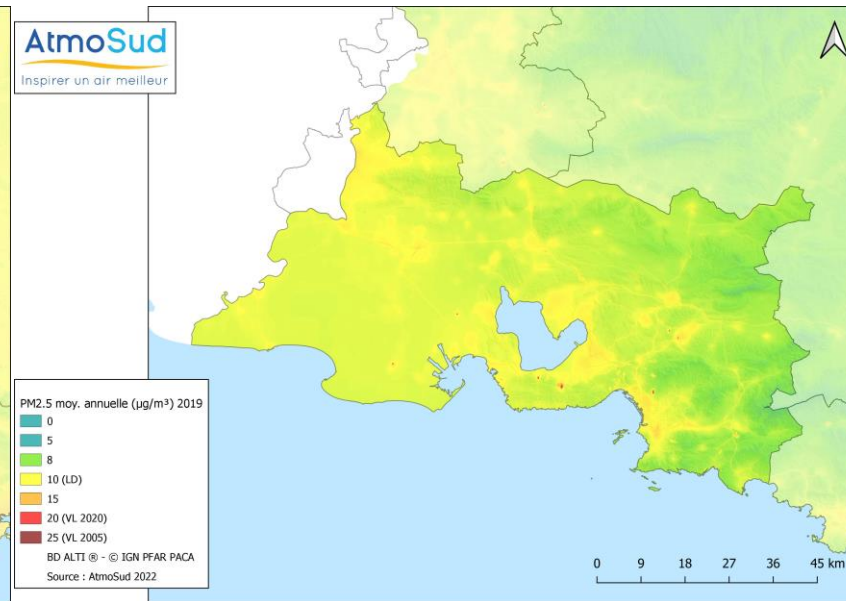 AtmoSud
Inspirer un air meilleur
PM2.5 moy. annuelle (µg/m³) 2019
0
5
8
10 (LD)
15
20 (VL 2020)
25 (VL 2005)
BD ALTI ® - © IGN PFAR PACA
Source : AtmoSud 2022
0 9 18 27 36 45 km